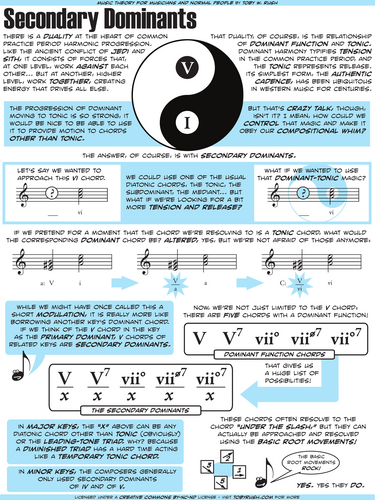 MUSIC THEORY FOR MUSICIANS AND NORMAL PEOPLE BY TOBY W. RUSH
Secondary Dominants
THERE IS A DUALITY AT THE HEART OF COMMON
PRACTICE PERIOD HARMONIC PROGRESSION.
LIKE THE ANCIENT CONFLICT OF JEDI AND
SITH, IT CONSISTS OF FORCES THAT,
AT ONE LEVEL, WORK AGAINST EACH
OTHER... BUT AT ANOTHER, HIGHER
LEVEL, WORK TOGETHER, CREATING
ENERGY THAT DRIVES ALL ELSE.
V
I
THAT DUALITY, OF COURSE, IS THE RELATIONSHIP
OF DOMINANT FUNCTION AND TONIC.
DOMINANT HARMONY TYPIFIES TENSION
IN THE COMMON PRACTICE PERIOD, AND
THE TONIC REPRESENTS RELEASE.
ITS SIMPLEST FORM, THE AUTHENTIC
CADENCE, HAS BEEN UBIQUITOUS
IN WESTERN MUSIC FOR CENTURIES.
THE PROGRESSION OF DOMINANT
MOVING TO TONIC IS SO STRONG, IT
WOULD BE NICE TO BE ABLE TO USE
IT TO PROVIDE MOTION TO CHORDS
OTHER THAN TONIC.
BUT THAT'S CRAZY TALK, THOUGH,
ISN'T IT? I MEAN, HOW COULD WE
CONTROL THAT MAGIC AND MAKE IT
OBEY OUR COMPOSITIONAL WHIM?
THE ANSWER, OF COURSE, IS WITH SECONDARY DOMINANTS.
LET'S SAY WE WANTED TO
APPROACH THIS VI CHORD.
?
vi
WE COULD USE ONE OF THE USUAL
DIATONIC CHORDS: THE TONIC, THE
SUBDOMINANT, THE MEDIANT... BUT
WHAT IF WE'RE LOOKING FOR A BIT
MORE TENSION AND RELEASE?
WHAT IF WE WANTED TO USE
THAT DOMINANT-TONIC MAGIC?
?
vi
IF WE PRETEND FOR A MOMENT THAT THE CHORD WE'RE RESOLVING TO IS A TONIC CHORD, WHAT WOULD
THE CORRESPONDING DOMINANT CHORD BE? ALTERED, YES, BUT WE'RE NOT AFRAID OF THOSE ANYMORE,
a: V i
V
vi
a: V i
C: V/vi vi
WHILE WE MIGHT HAVE ONCE CALLED THIS A
SHORT MODULATION, IT IS REALLY MORE LIKE
BORROWING ANOTHER KEY'S DOMINANT CHORD.
IF WE THINK OF THE V CHORD IN THE KEY
AS THE PRIMARY DOMINANT, V CHORDS OF
RELATED KEYS ARE SECONDARY DOMINANTS.
NOW, WE'RE NOT JUST LIMITED TO THE V CHORD;
THERE ARE FIVE CHORDS WITH A DOMINANT FUNCTION!
V V7 vii° viiø7 vii°7
DOMINANT FUNCTION CHORDS
THAT GIVES US
A HUGE LIST OF
POSSIBILITIES!
V V7 vii° viiø7 vii°7
x x x x x
THE SECONDARY DOMINANTS
IN MAJOR KEYS, THE "X" ABOVE CAN BE ANY
DIATONIC CHORD OTHER THAN TONIC (OBVIOUSLY)
OR THE LEADING-TONE TRIAD. WHY? BECAUSE
A DIMINISHED TRIAD HAS A HARD TIME ACTING
LIKE A TEMPORARY TONIC CHORD.
IN MINOR KEYS, THE COMPOSERS GENERALLY
ONLY USED SECONDARY DOMINANTS
OF IV AND OF V.
THESE CHORDS OFTEN RESOLVE TO THE
CHORD "UNDER THE SLASH," BUT THEY CAN
ACTUALLY BE APPROACHED AND RESOLVED
USING THE BASIC ROOT MOVEMENTS!
THE BASIC
ROOT MOVEMENTS
ROCK!
YES. YES, THEY DO.
LICENSED UNDER A CREATIVE COMMONS BY-NC-ND LICENSE - VISIT TOBYRUSH.COM FOR MORE